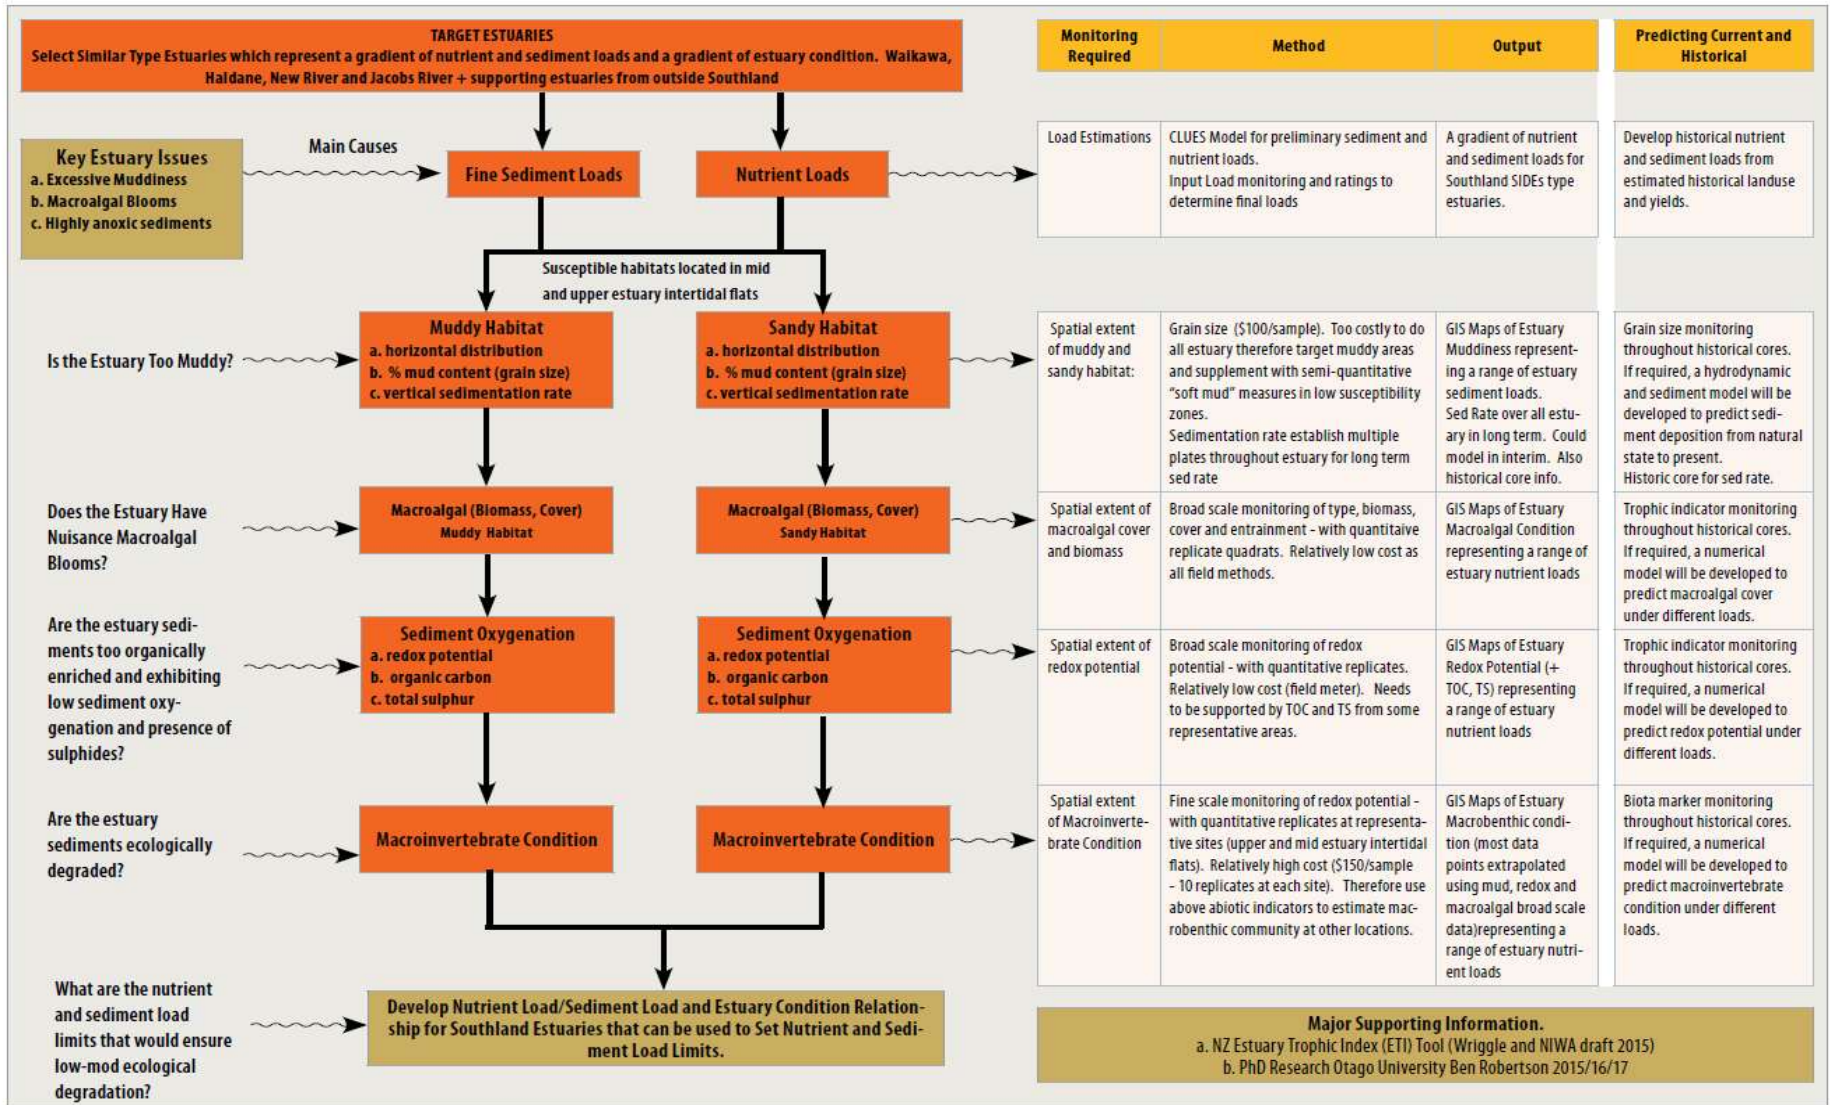 TARGET ESTUARIES
Select Similar Type Estuaries which represent a gradient of nutrient and sediment loads and a gradient of estuary condition. Waikawa,
Haldane, New River and Jacobs River + supporting estuaries from outside Southland
Key Estuary Issues
a. Excessive Muddiness
b. Macroalgal Blooms
c. Highly anoxic sediments
Main Causes
Fine Sediment Loads
Nutrient Loads
Susceptible habitats located in mid
and upper estuary intertidal flats
Is the Estuary Too Muddy?
Muddy Habitat
a. horizontal distribution
b. % mud content (grain size)
c. vertical sedimentation rate
Sandy Habitat
a. horizontal distribution
b. % mud content (grain size)
c. vertical sedimentation rate
Does the Estuary Have
Nuisance Macroalgal
Blooms?
Macroalgal (Biomass, Cover)
Muddy Habitat
Macroalgal (Biomass, Cover)
Sandy Habitat
Are the estuary sedi-
ments too organically
enriched and exhibiting
low sediment oxy-
genation and presence of
sulphides?
Sediment Oxygenation
a. redox potential
b. organic carbon
c. total sulphur
Sediment Oxygenation
a. redox potential
b. organic carbon
c. total sulphur
Are the estuary
sediments ecologically
degraded?
Macroinvertebrate Condition
Macroinvertebrate Condition
What are the nutrient
and sediment load
limits that would ensure
low-mod ecological
degradation?
Develop Nutrient Load/Sediment Load and Estuary Condition Relation-
ship for Southland Estuaries that can be used to Set Nutrient and Sedi-
ment Load Limits.
Monitoring
Required
Method
Output
Predicting Current and
Historical
Load Estimations
CLUES Model for preliminary sediment and
nutrient loads.
Input Load monitoring and ratings to
determine final loads
A gradient of nutrient
and sediment loads for
Southland SIDEs type
estuaries.
Develop historical nutrient
and sediment loads from
estimated historical landuse
and yields.
Spatial extent
of muddy and
sandy habitat:
Grain size ($100/sample). Too costly to do
all estuary therefore target muddy areas
and supplement with semi-quantitative
"soft mud" measures in low susceptibility
zones.
Sedimentation rate establish multiple
plates throughout estuary for long term
sed rate
GIS Maps of Estuary
Muddiness represent-
ing a range of estuary
sediment loads.
Sed Rate over all estu-
ary in long term. Could
model in interim. Also
historical core info.
Grain size monitoring
throughout historical cores.
If required, a hydrodynamic
and sediment model will be
developed to predict sedi-
ment deposition from natural
state to present.
Historic core for sed rate.
Spatial extent of
macroalgal cover
and biomass
Broad scale monitoring of type, biomass,
cover and entrainment - with quantitaive
replicate quadrats. Relatively low cost as
all field methods.
GIS Maps of Estuary
Macroalgal Condition
representing a range of
estuary nutrient loads
Trophic indicator monitoring
throughout historical cores.
If required, a numerical
model will be developed to
predict macroalgal cover
under different loads.
Spatial extent of
redox potential
Broad scale monitoring of redox
potential - with quantitative replicates.
Relatively low cost (field meter). Needs
to be supported by TOC and TS from some
representative areas.
GIS Maps of Estuary
Redox Potential (+
TOC, TS) representing
a range of estuary
nutrient loads
Trophic indicator monitoring
throughout historical cores.
If required, a numerical
model will be developed to
predict redox potential under
different loads.
Spatial extent
of Macroinverte-
brate Condition
Fine scale monitoring of redox potential -
with quantitative replicates at representa-
tive sites (upper and mid estuary intertidal
flats). Relatively high cost ($150/sample
- 10 replicates at each site). Therefore use
above abiotic indicators to estimate mac-
robenthic community at other locations.
GIS Maps of Estuary
Macrobenthic condi-
tion (most data
points extrapolated
using mud, redox and
macroalgal broad scale
data)representing a
range of estuary nutri-
ent loads
Biota marker monitoring
throughout historical cores.
If required, a numerical
model will be developed to
predict macroinvertebrate
condition under different
loads.
Major Supporting Information.
a. NZ Estuary Trophic Index (ETI) Tool (Wriggle and NIWA draft 2015)
b. PhD Research Otago University Ben Robertson 2015/16/17